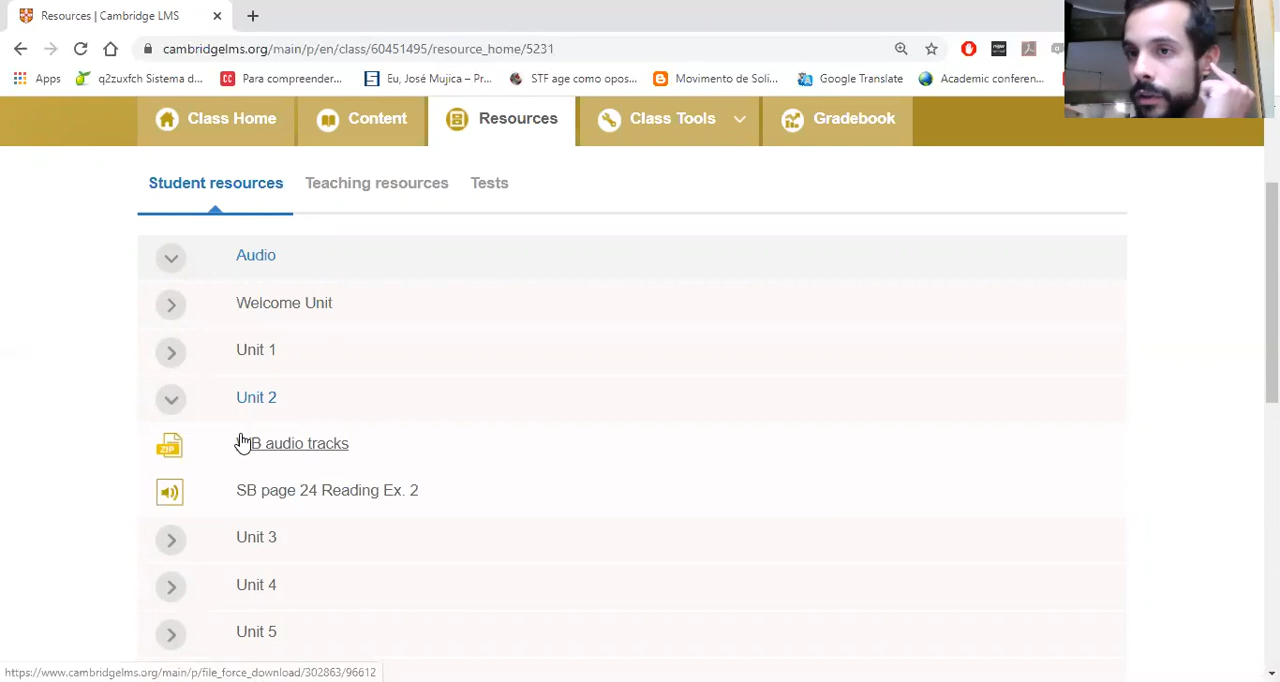 Resources | Cambridge LMS
cambridgelms.org/main/p/en/class/60451495/resource_home/5231
Apps q2zuxfch Sistema d... Para compreender... Eu, José Mujica – Pr... STF age como opos... Movimento de Soli... Google Translate Academic conferen...
Class Home Content Resources Class Tools Gradebook
Student resources Teaching resources Tests
Audio
Welcome Unit
Unit 1
Unit 2
ZIP B audio tracks
SB page 24 Reading Ex. 2
Unit 3
Unit 4
Unit 5
https://www.cambridgelms.org/main/p/file_force_download/302863/96612